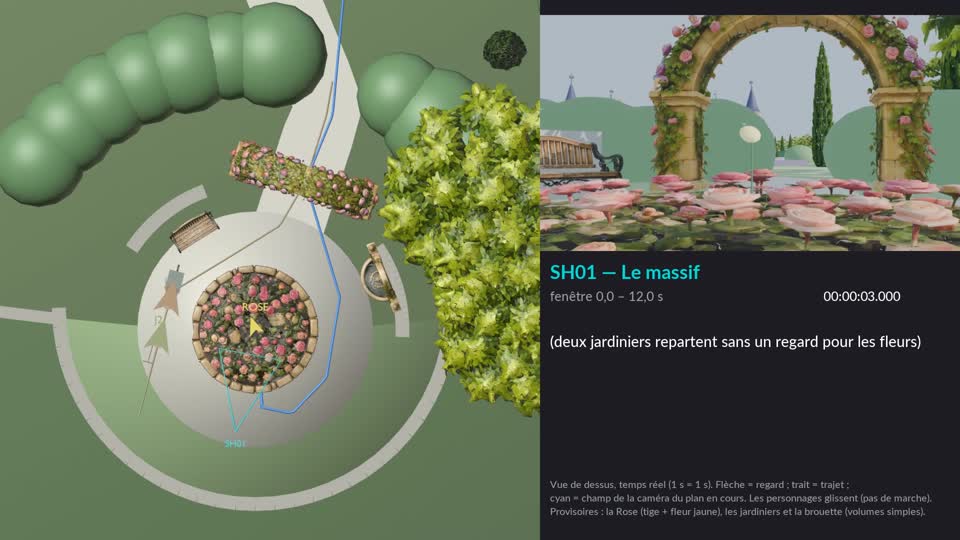 ROSE
SH01
SH01 — Le massif
fenêtre 0,0 – 12,0 s
00:00:03.000
(deux jardiniers repartent sans un regard pour les fleurs)
Vue de dessus, temps réel (1 s = 1 s). Flèche = regard ; trait = trajet ;
cyan = champ de la caméra du plan en cours. Les personnages glissent (pas de marche).
Provisoires : la Rose (tige + fleur jaune), les jardiniers et la brouette (volumes simples).